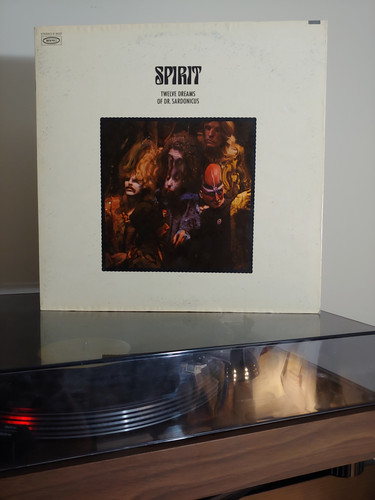 SPIRIT
TWELVE DREAMS
OF DR. SARDONICUS